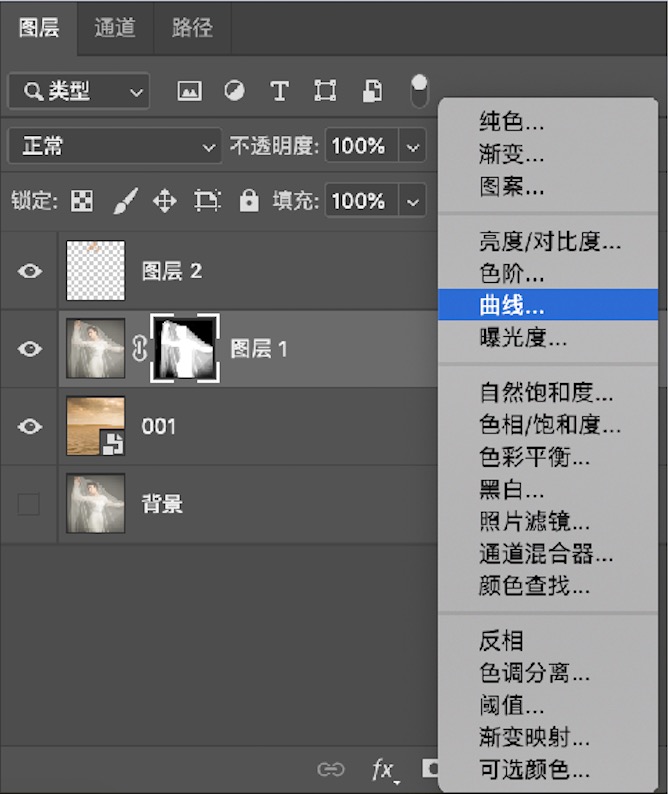 图层 通道 路径
类型
正常 不透明度: 100%
锁定: 填充: 100%
图层 2
图层 1
001
背景
fx
纯色...
渐变...
图案...
亮度/对比度...
色阶...
曲线...
曝光度...
自然饱和度...
色相/饱和度...
色彩平衡...
黑白...
照片滤镜...
通道混合器...
颜色查找...
反相
色调分离...
阈值...
渐变映射...
可选颜色...